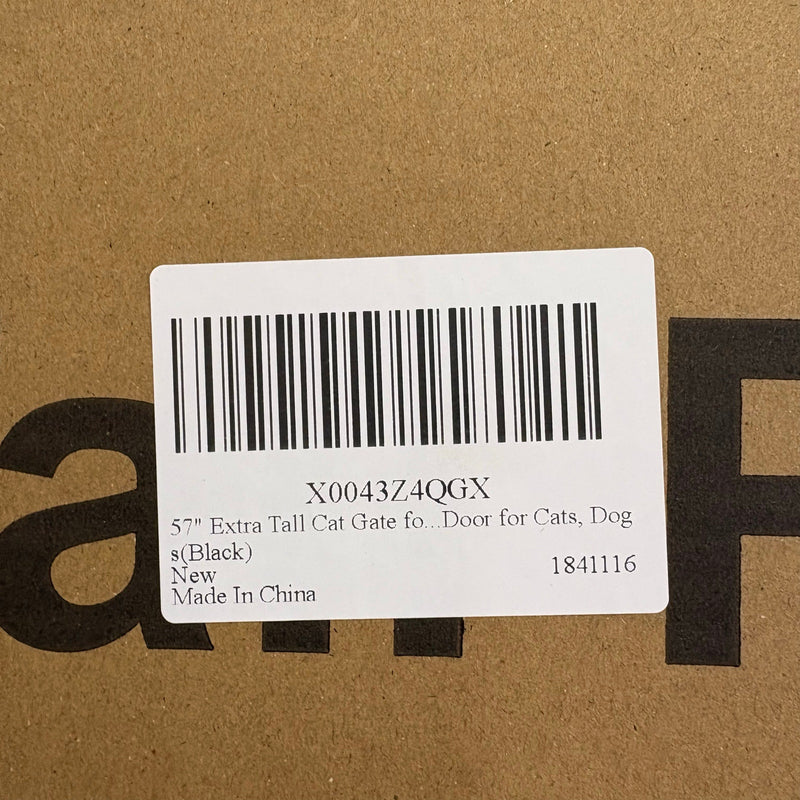 X0043Z4QGX
57" Extra Tall Cat Gate fo...Door for Cats, Dog
s(Black)
New
1841116
Made In China